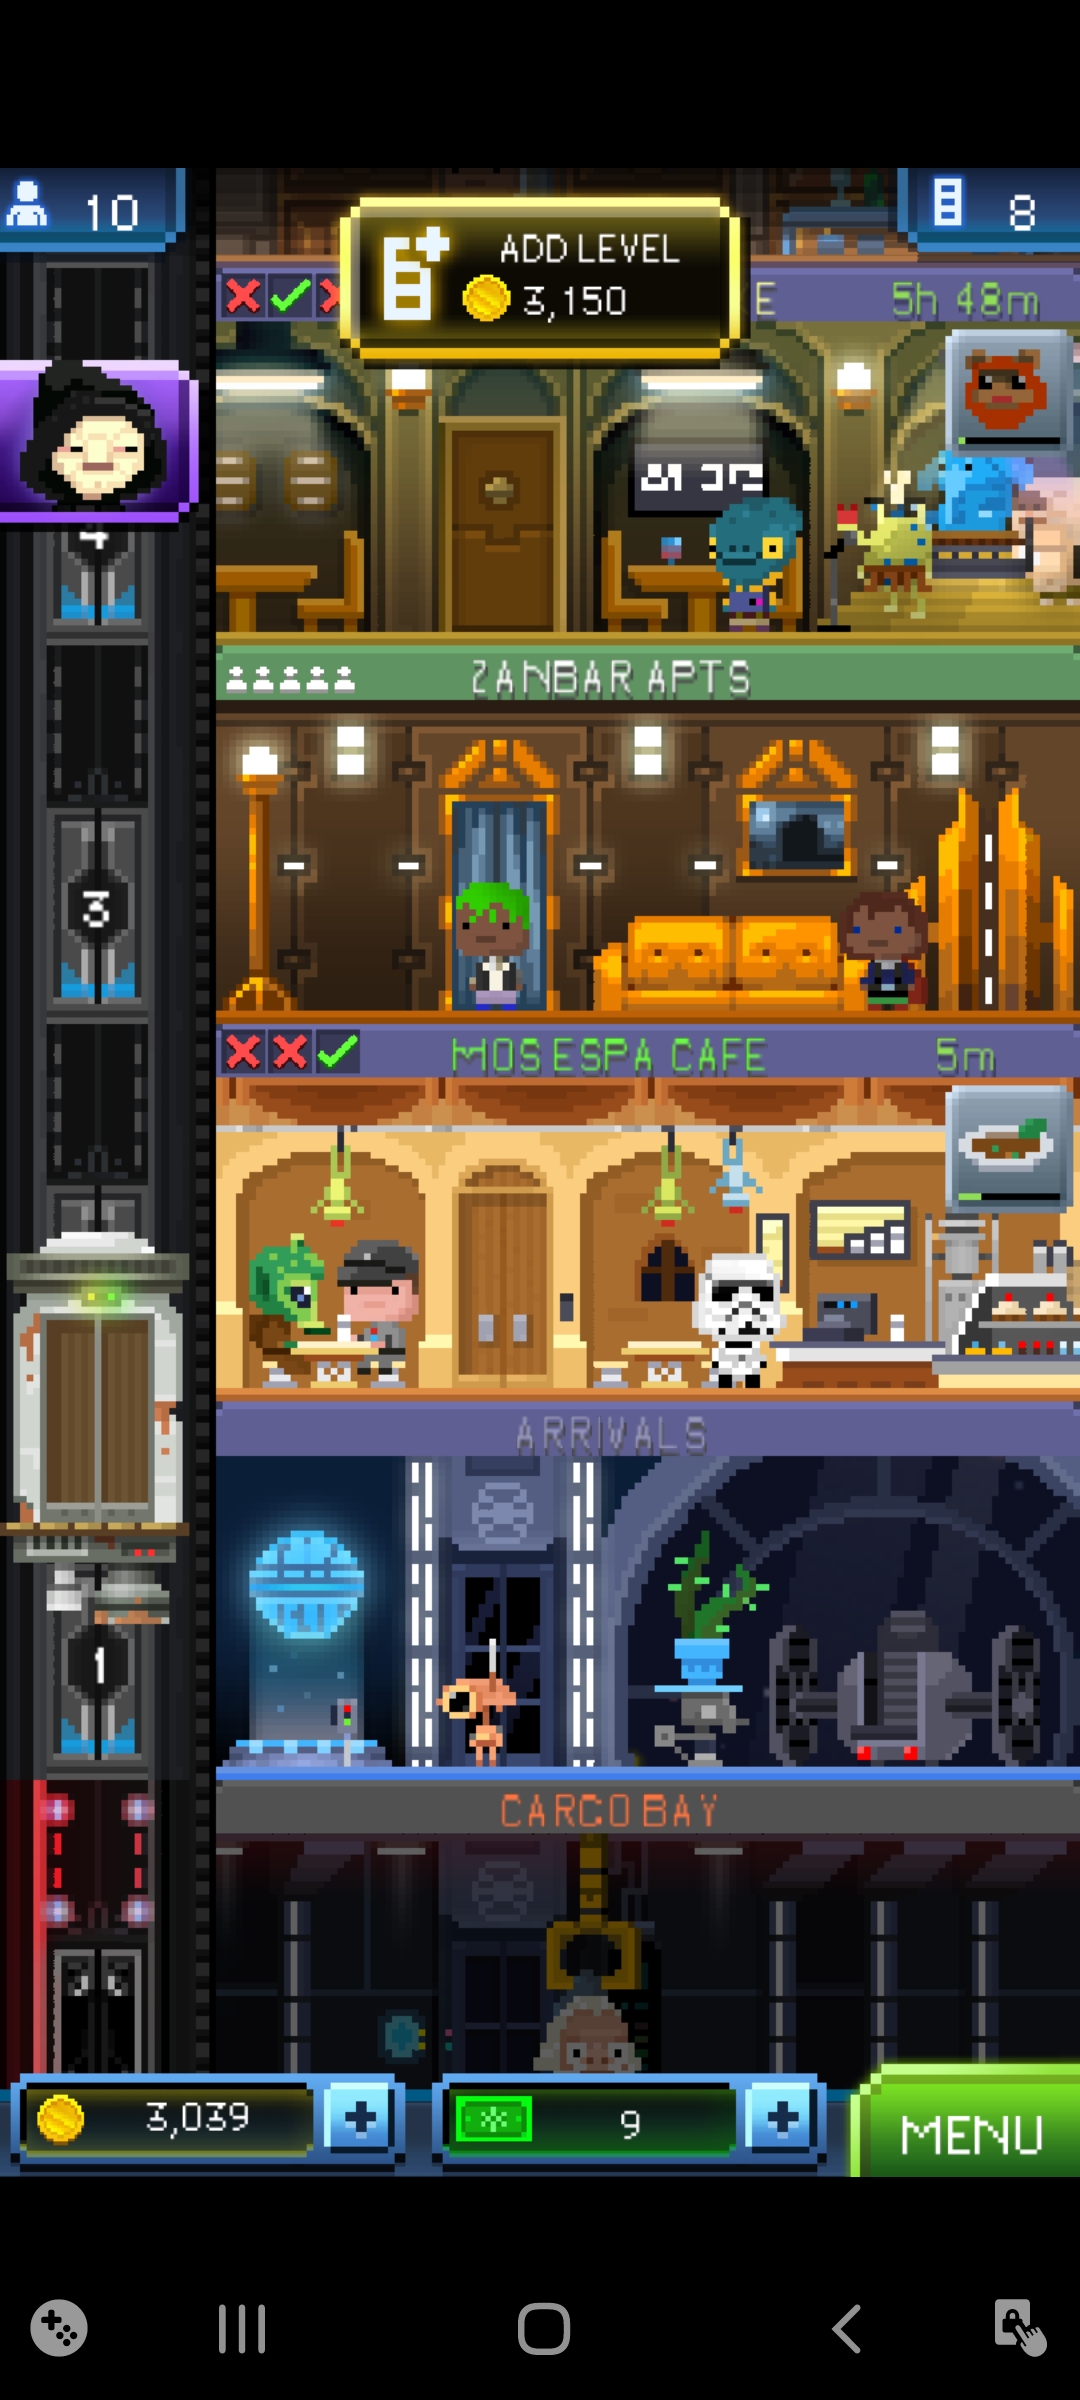 10
ADD LEVEL
3,150
8
E
5h 48m
4
ZANBAR APTS
3
MOS ESPA CAFE
5m
ARRIVALS
1
CARGO BAY
3,039
9
MENU